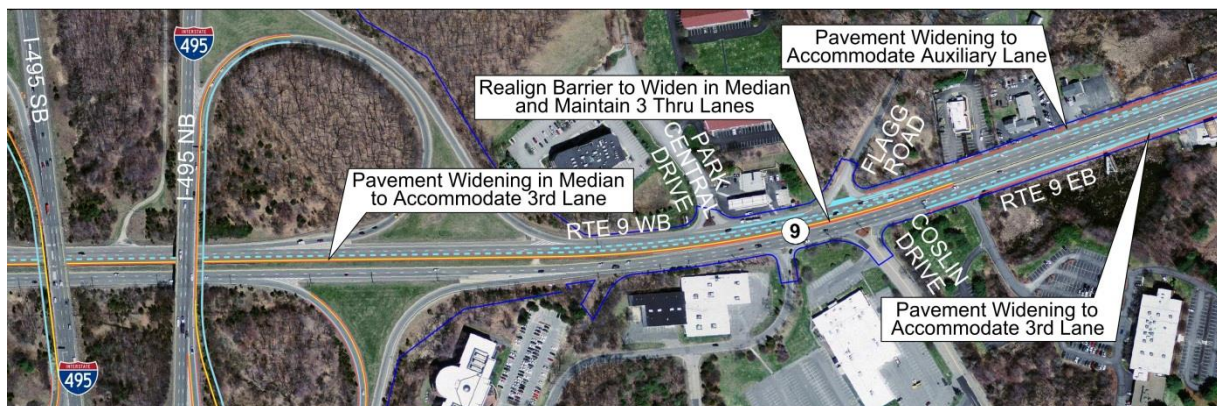 I-495 SB
INTERSTATE
495
I-495 NB
Pavement Widening in Median
to Accommodate 3rd Lane
Realign Barrier to Widen in Median
and Maintain 3 Thru Lanes
Pavement Widening to
Accommodate Auxiliary Lane
PARK
CENTRAL
DRIVE
FLAGG
ROAD
RTE 9 WB
9
RTE 9 EB
COSLIN
DRIVE
Pavement Widening to
Accommodate 3rd Lane
INTERSTATE
495